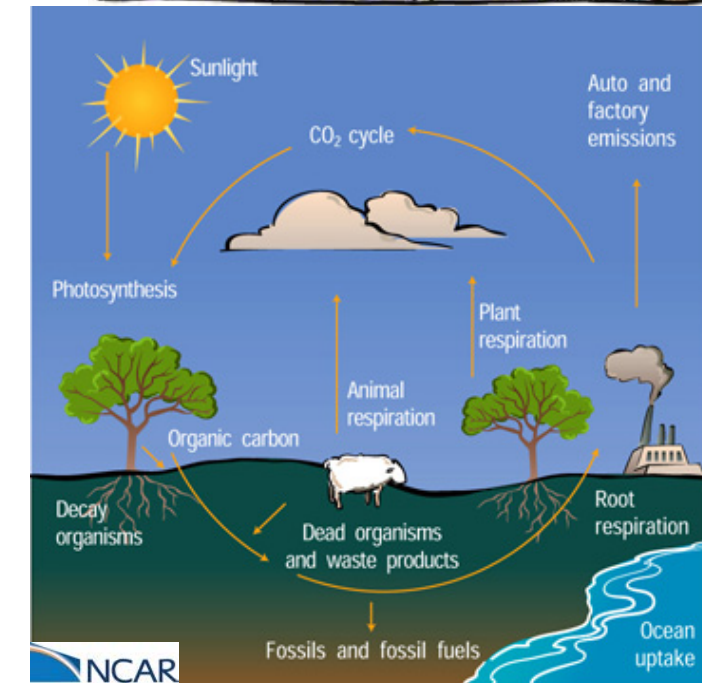 Sunlight
Auto and
factory
emissions
CO₂ cycle
Photosynthesis
Plant
respiration
Animal
respiration
Organic carbon
Decay
organisms
Dead organisms
and waste products
Root
respiration
Fossils and fossil fuels
Ocean
uptake
NCAR